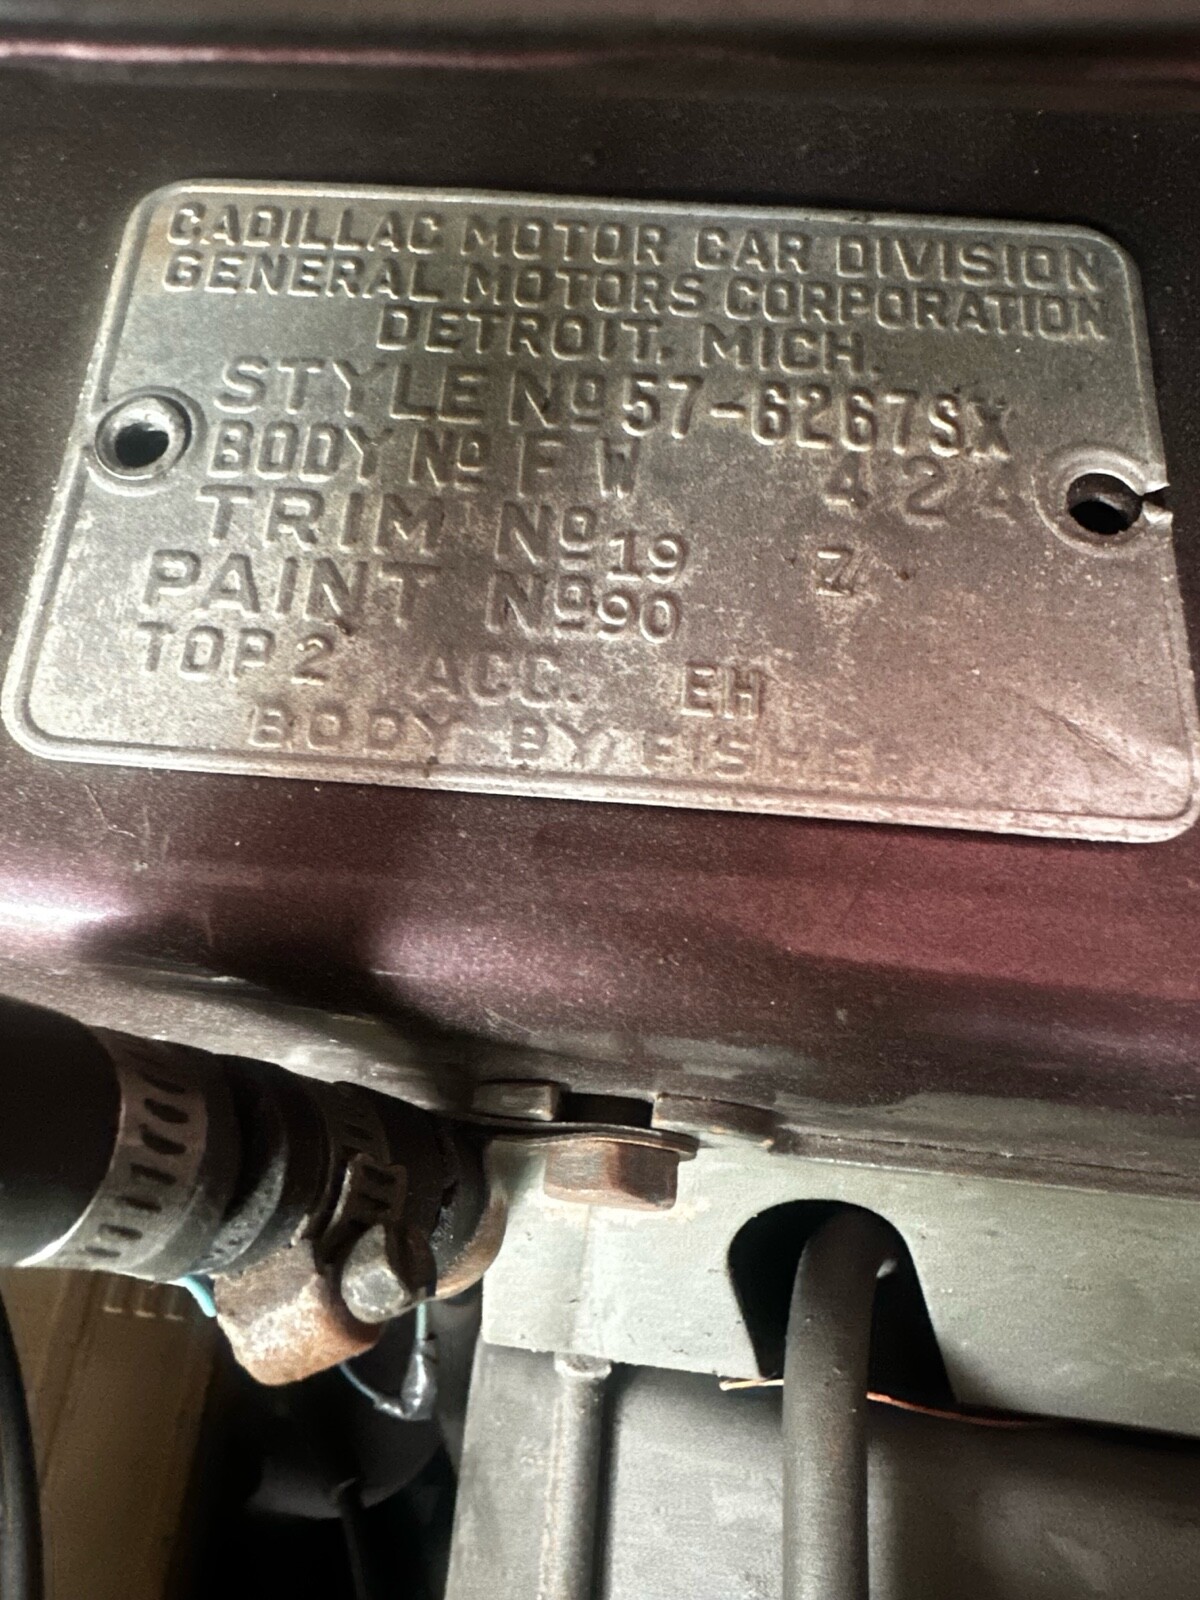 CADILLAC MOTOR CAR DIVISION
GENERAL MOTORS CORPORATION
DETROIT, MICH.
STYLE Nº 57-6267SX
BODY Nº FW 424
TRIM Nº 19 Z
PAINT Nº 90
TOP 2 ACC. EH
BODY BY FISHER